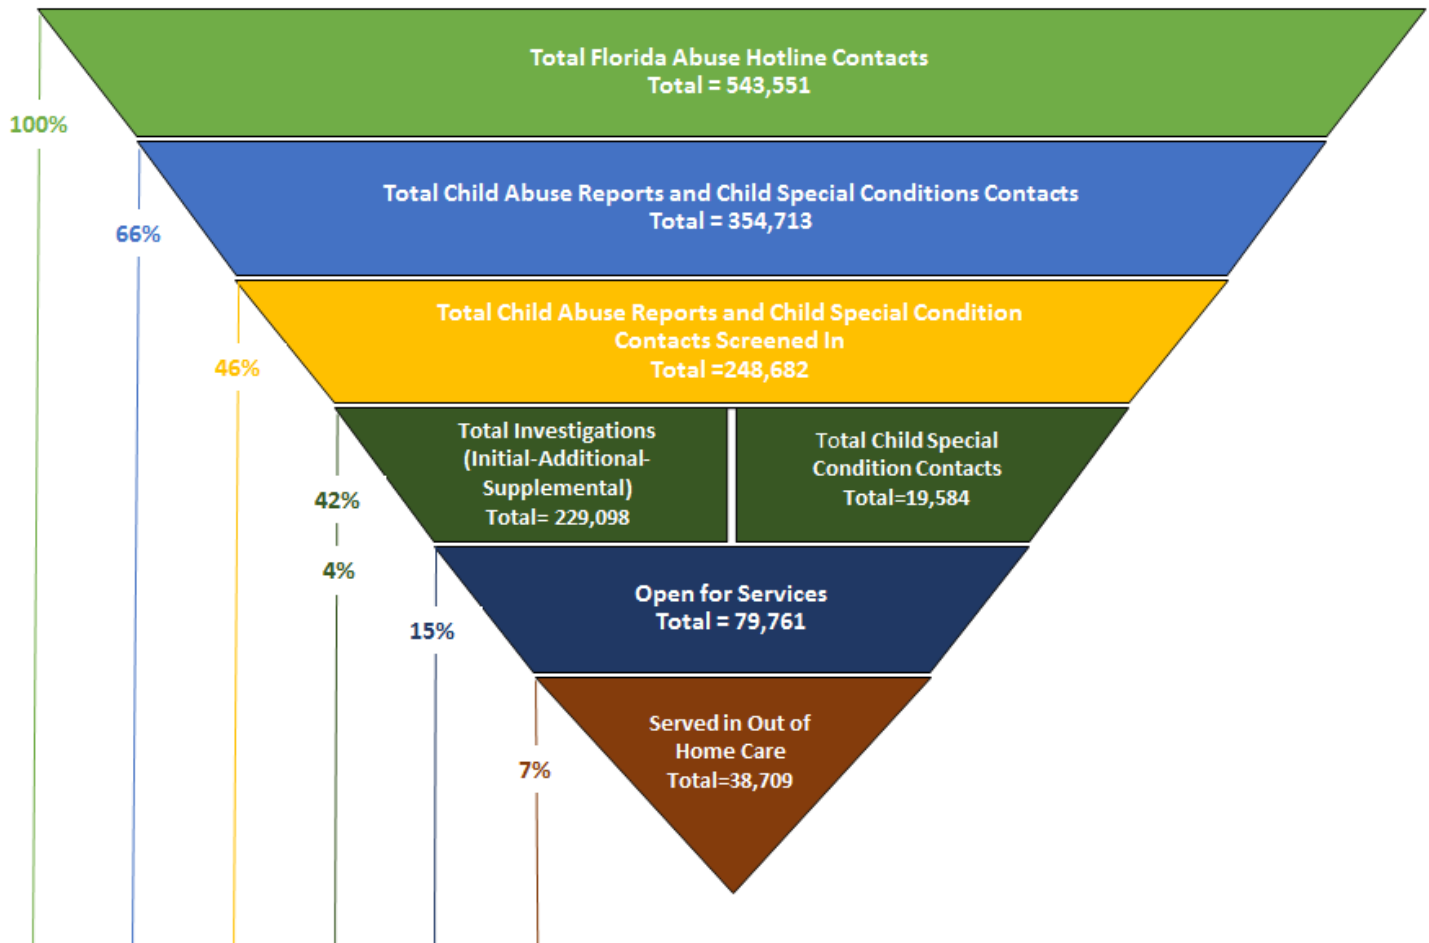 Total Florida Abuse Hotline Contacts
Total = 543,551
100%
Total Child Abuse Reports and Child Special Conditions Contacts
Total = 354,713
66%
Total Child Abuse Reports and Child Special Condition
Contacts Screened In
Total =248,682
46%
Total Investigations
(Initial-Additional-
Supplemental)
Total= 229,098
Total Child Special
Condition Contacts
Total=19,584
42%
4%
Open for Services
Total = 79,761
15%
Served in Out of
Home Care
Total=38,709
7%